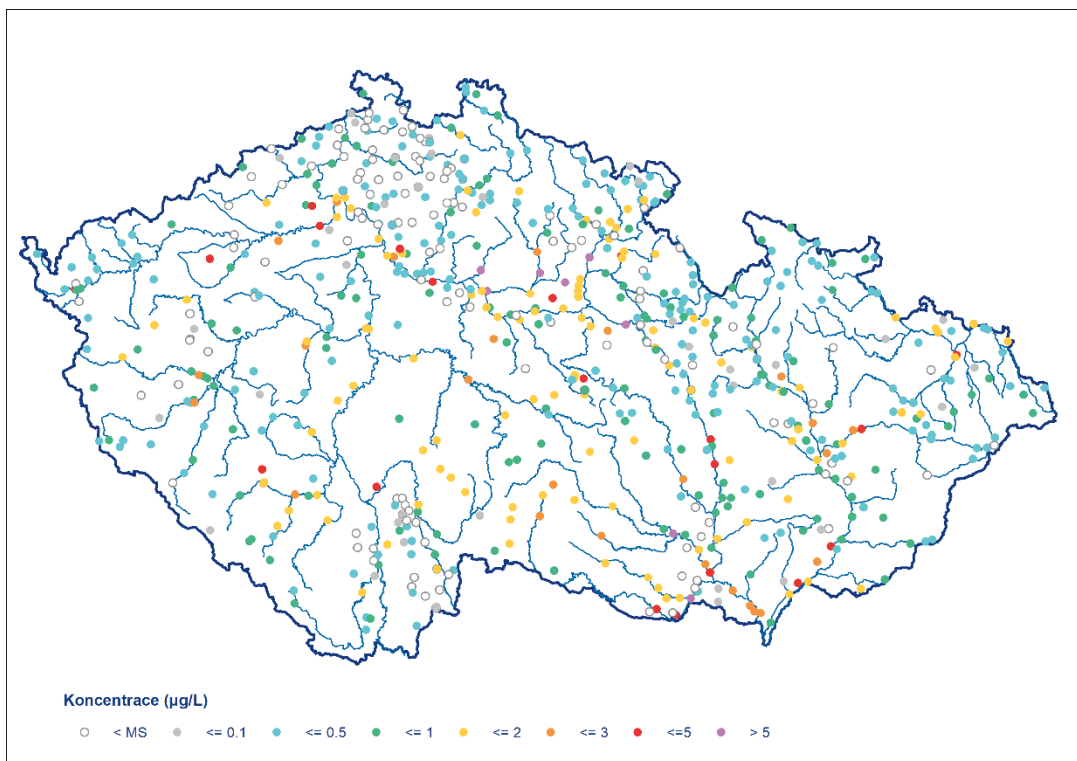 Koncentrace (µg/L)
< MS <= 0.1 <= 0.5 <= 1 <= 2 <= 3 <=5 > 5